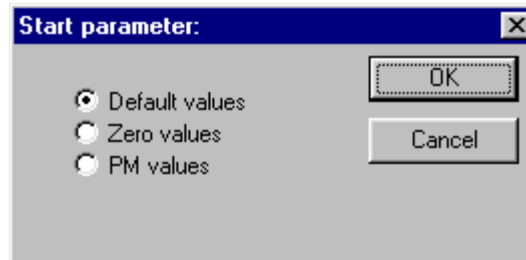 Start parameter:
OK
Default values
Zero values
Cancel
PM values